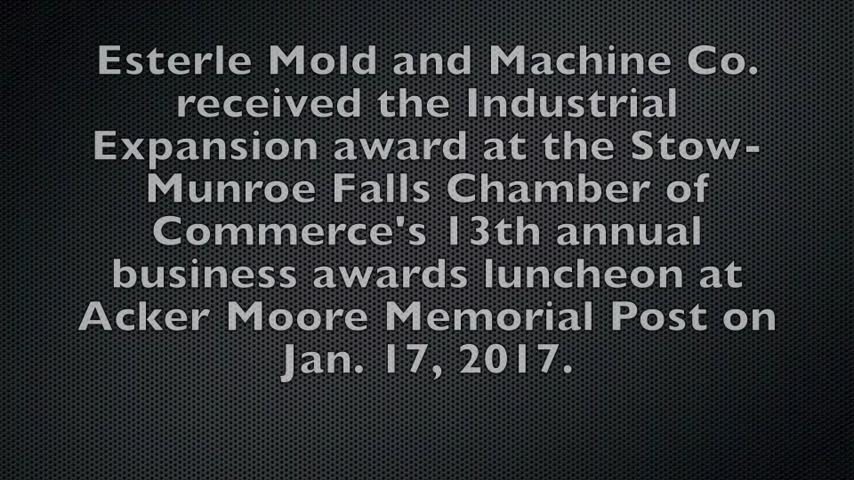 Esterle Mold and Machine Co.
received the Industrial
Expansion award at the Stow-
Munroe Falls Chamber of
Commerce's 13th annual
business awards luncheon at
Acker Moore Memorial Post on
Jan. 17, 2017.